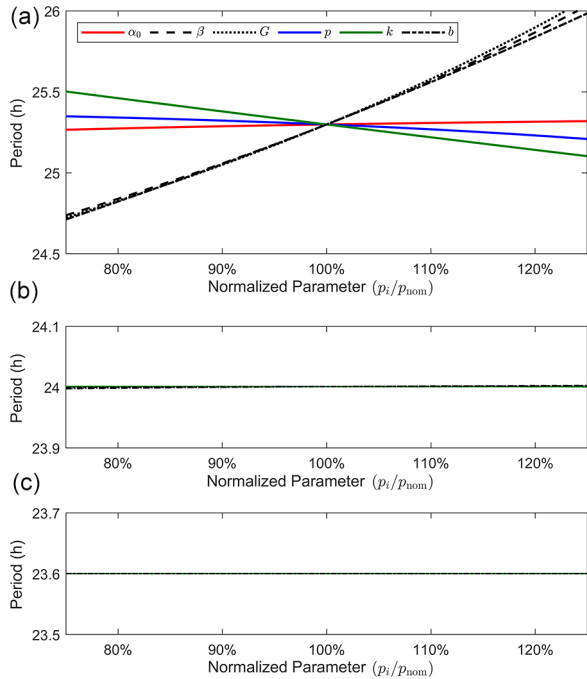 (a)
26
α₀ β G p k b
25.5
25
24.5
Period (h)
80% 90% 100% 110% 120%
Normalized Parameter (pᵢ/pₙₒₘ)
(b)
24.1
24
23.9
Period (h)
80% 90% 100% 110% 120%
Normalized Parameter (pᵢ/pₙₒₘ)
(c)
23.7
23.6
23.5
Period (h)
80% 90% 100% 110% 120%
Normalized Parameter (pᵢ/pₙₒₘ)